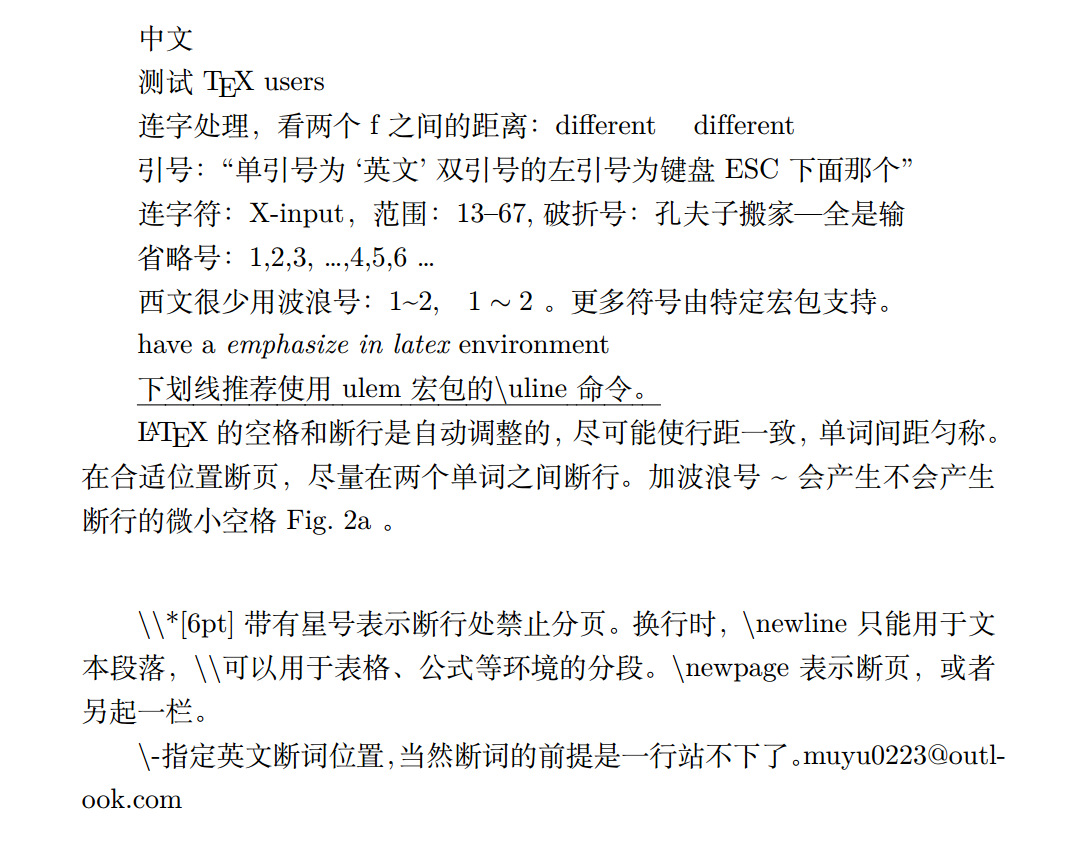 中文
测试 TEX users
连字处理，看两个 f 之间的距离：different different
引号：“单引号为 ‘英文’ 双引号的左引号为键盘 ESC 下面那个”
连字符：X-input，范围：13–67, 破折号：孔夫子搬家—全是输
省略号：1,2,3, ...,4,5,6 ...
西文很少用波浪号：1~2, 1 ∼ 2 。更多符号由特定宏包支持。
have a emphasize in latex environment
下划线推荐使用 ulem 宏包的\uline 命令。
LATEX 的空格和断行是自动调整的，尽可能使行距一致，单词间距匀称。
在合适位置断页，尽量在两个单词之间断行。加波浪号 ~ 会产生不会产生
断行的微小空格 Fig. 2a 。
\\*[6pt] 带有星号表示断行处禁止分页。换行时，\newline 只能用于文
本段落，\\可以用于表格、公式等环境的分段。\newpage 表示断页，或者
另起一栏。
\-指定英文断词位置，当然断词的前提是一行站不下了。muyu0223@outl-
ook.com